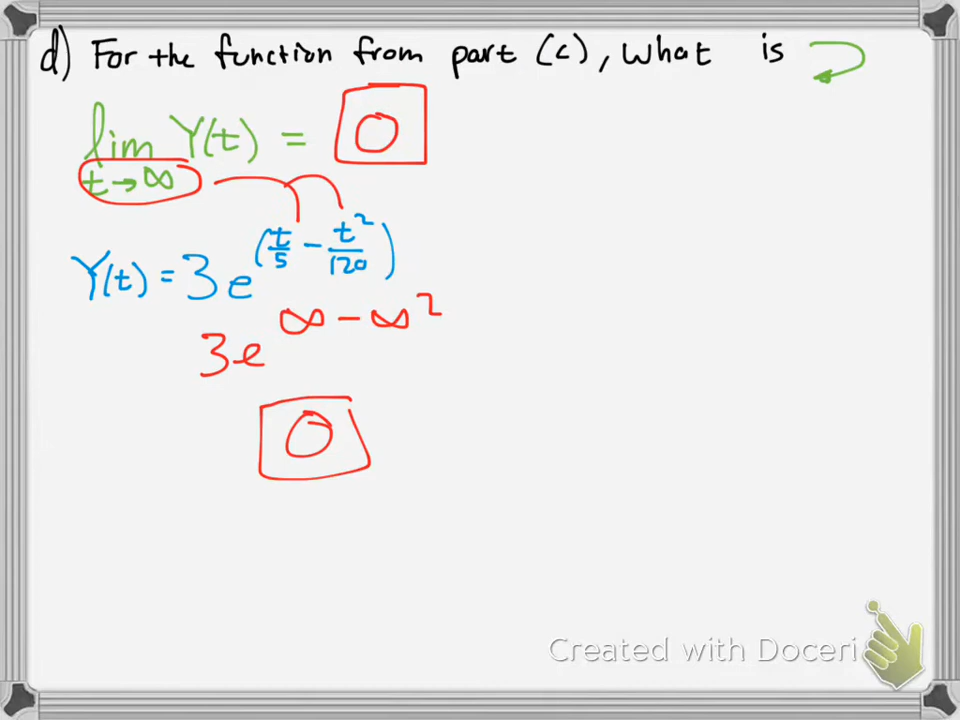 d) For the function from part (c), what is
lim Y(t) = 0
t→∞
Y(t) = 3e^(t/5 - t²/120)
3e^∞ - ∞²
0
Created with Doceri